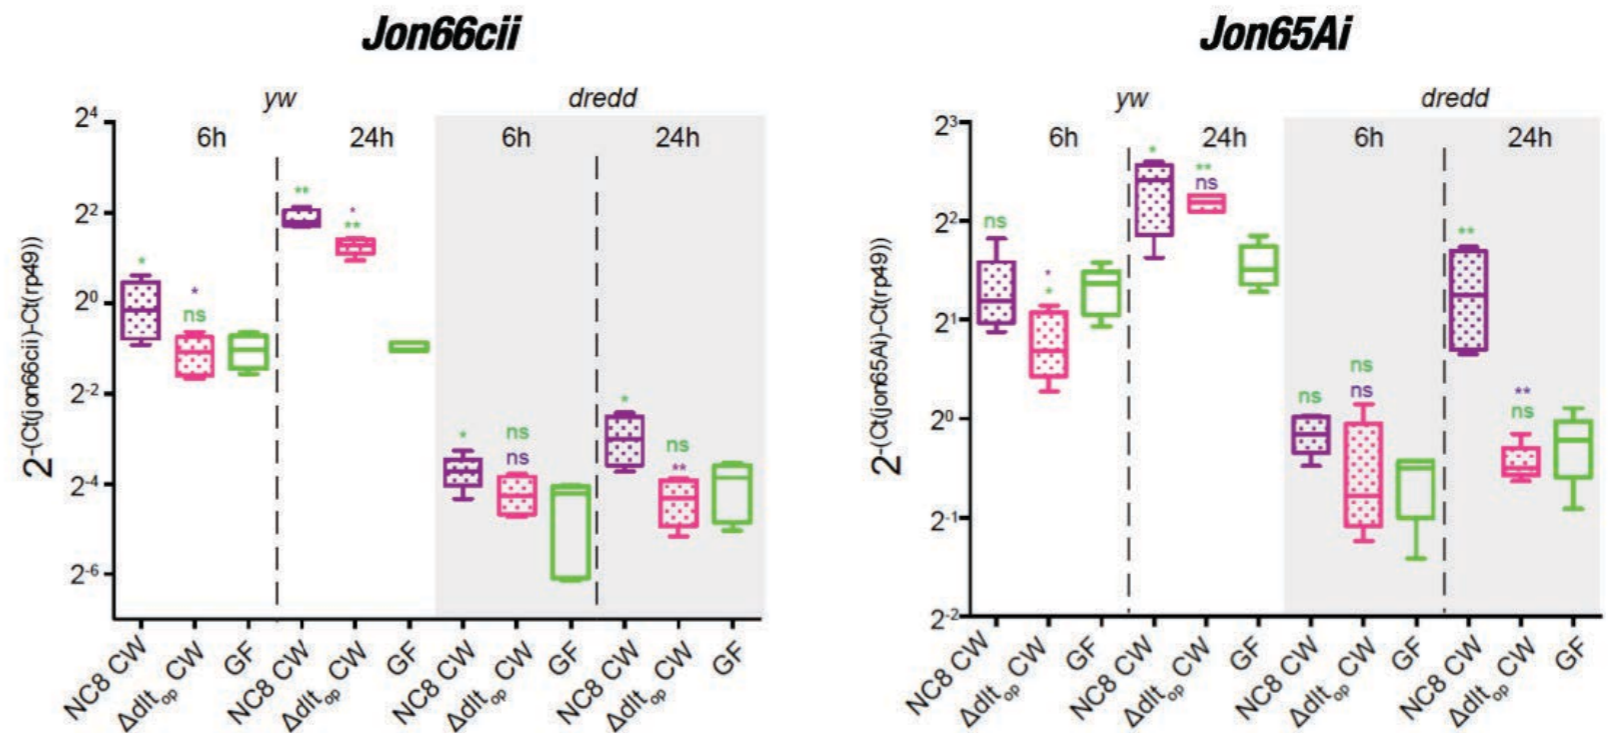 Jon66cii
yw
dredd
6h
24h
6h
24h
2^4
2^2
2^0
2^-2
2^-4
2^-6
2^-(Ct(jon66cii)-Ct(rp49))
*
*
ns
**
*
**
*
ns
ns
*
ns
**
NC8 CW
Δdlt_op CW
GF
NC8 CW
Δdlt_op CW
GF
NC8 CW
Δdlt_op CW
GF
NC8 CW
Δdlt_op CW
GF
Jon65Ai
yw
dredd
6h
24h
6h
24h
2^3
2^2
2^1
2^0
2^-1
2^-2
2^-(Ct(jon65Ai)-Ct(rp49))
ns
*
*
*
**
ns
ns
ns
ns
**
**
ns
NC8 CW
Δdlt_op CW
GF
NC8 CW
Δdlt_op CW
GF
NC8 CW
Δdlt_op CW
GF
NC8 CW
Δdlt_op CW
GF